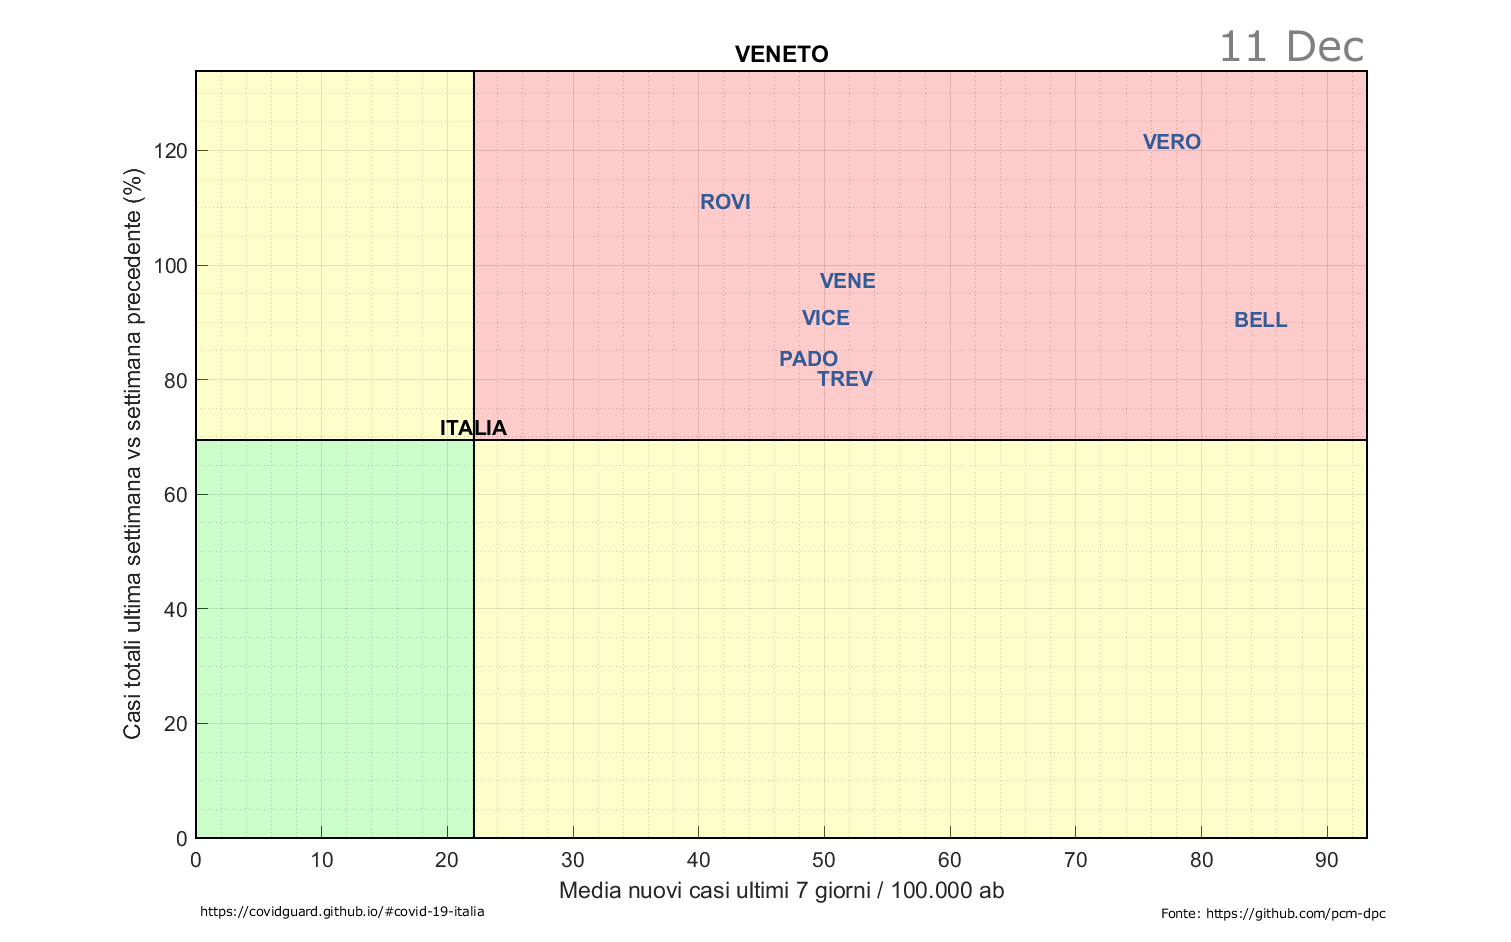 11 Dec
VENETO
Casi totali ultima settimana vs settimana precedente (%)
120
100
80
60
40
20
0
VERO
ROVI
VENE
VICE
BELL
PADO
TREV
ITALIA
0 10 20 30 40 50 60 70 80 90
Media nuovi casi ultimi 7 giorni / 100.000 ab
https://covidguard.github.io/#covid-19-italia
Fonte: https://github.com/pcm-dpc